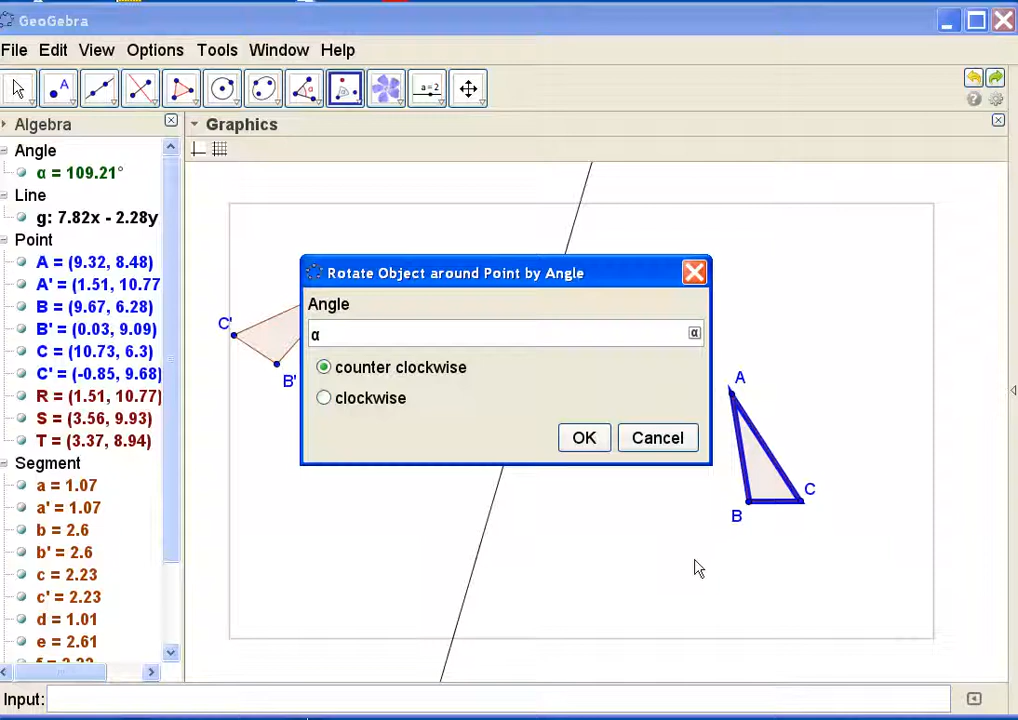 GeoGebra
File Edit View Options Tools Window Help
A
α
a=2
Algebra
Graphics
Angle
α = 109.21°
Line
g: 7.82x - 2.28y
Point
A = (9.32, 8.48)
A' = (1.51, 10.77
B = (9.67, 6.28)
B' = (0.03, 9.09)
C = (10.73, 6.3)
C' = (-0.85, 9.68)
R = (1.51, 10.77)
S = (3.56, 9.93)
T = (3.37, 8.94)
Segment
a = 1.07
a' = 1.07
b = 2.6
b' = 2.6
c = 2.23
c' = 2.23
d = 1.01
e = 2.61
C'
B'
Rotate Object around Point by Angle
Angle
α
α
counter clockwise
clockwise
OK Cancel
A
C
B
Input: